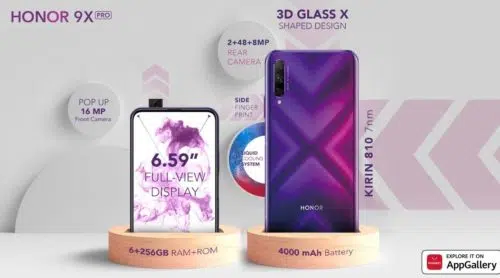 HONOR 9X PRO
3D GLASS X
SHAPED DESIGN
2+48+8MP
REAR
CAMERA
POP UP
16 MP
Front Camera
SIDE
FINGER
PRINT
LIQUID
COOLING
SYSTEM
6.59"
FULL-VIEW
DISPLAY
KIRIN 810 7nm
HONOR
6+256GB RAM+ROM
4000 mAh Battery
HUAWEI
EXPLORE IT ON
AppGallery